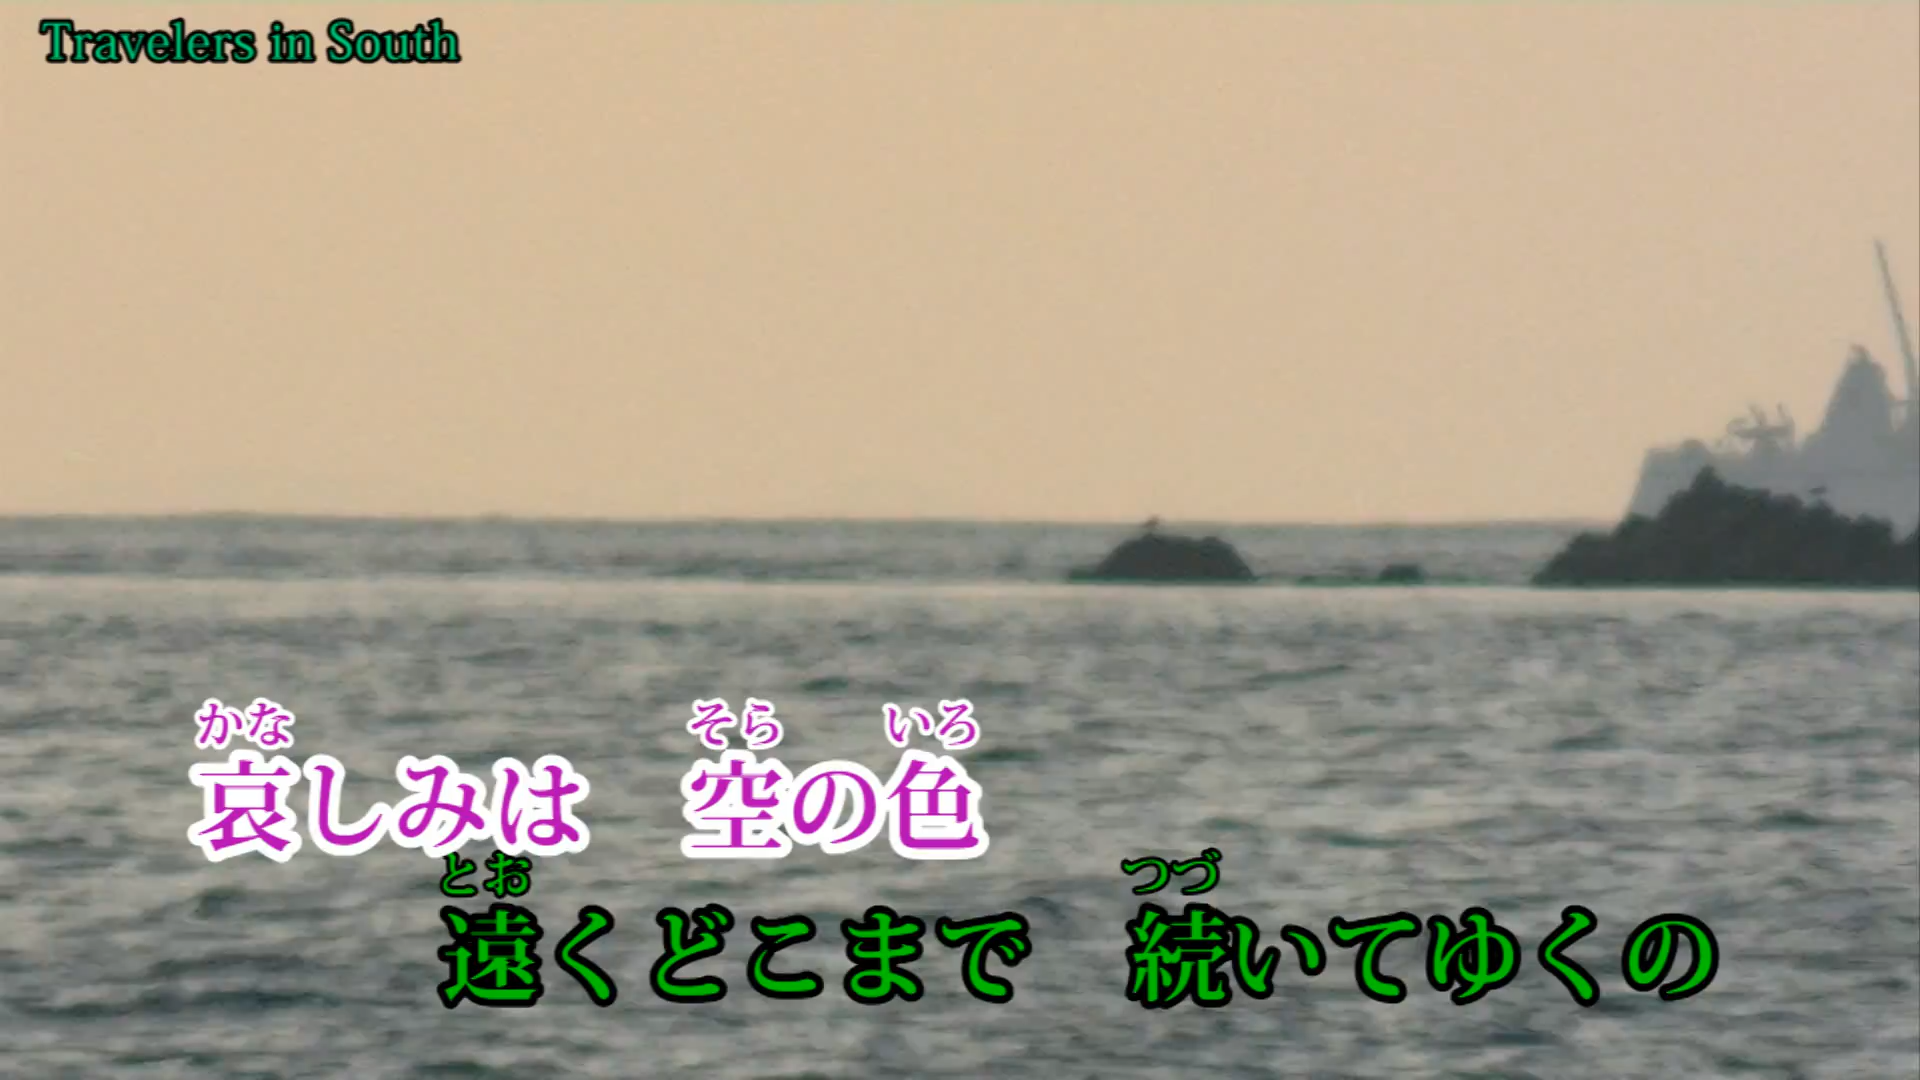 Travelers in South
かな そら いろ
哀しみは 空の色
とお つづ
遠くどこまで 続いてゆくの